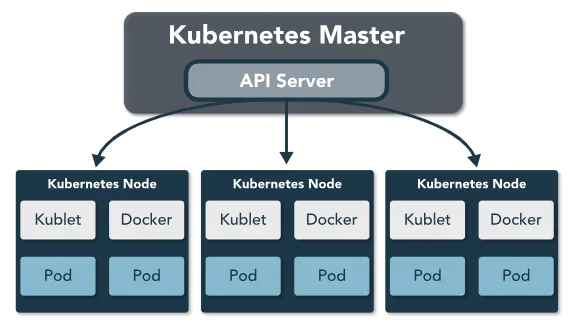 Kubernetes Master
API Server
Kubernetes Node
Kublet
Docker
Pod
Pod
Kubernetes Node
Kublet
Docker
Pod
Pod
Kubernetes Node
Kublet
Docker
Pod
Pod